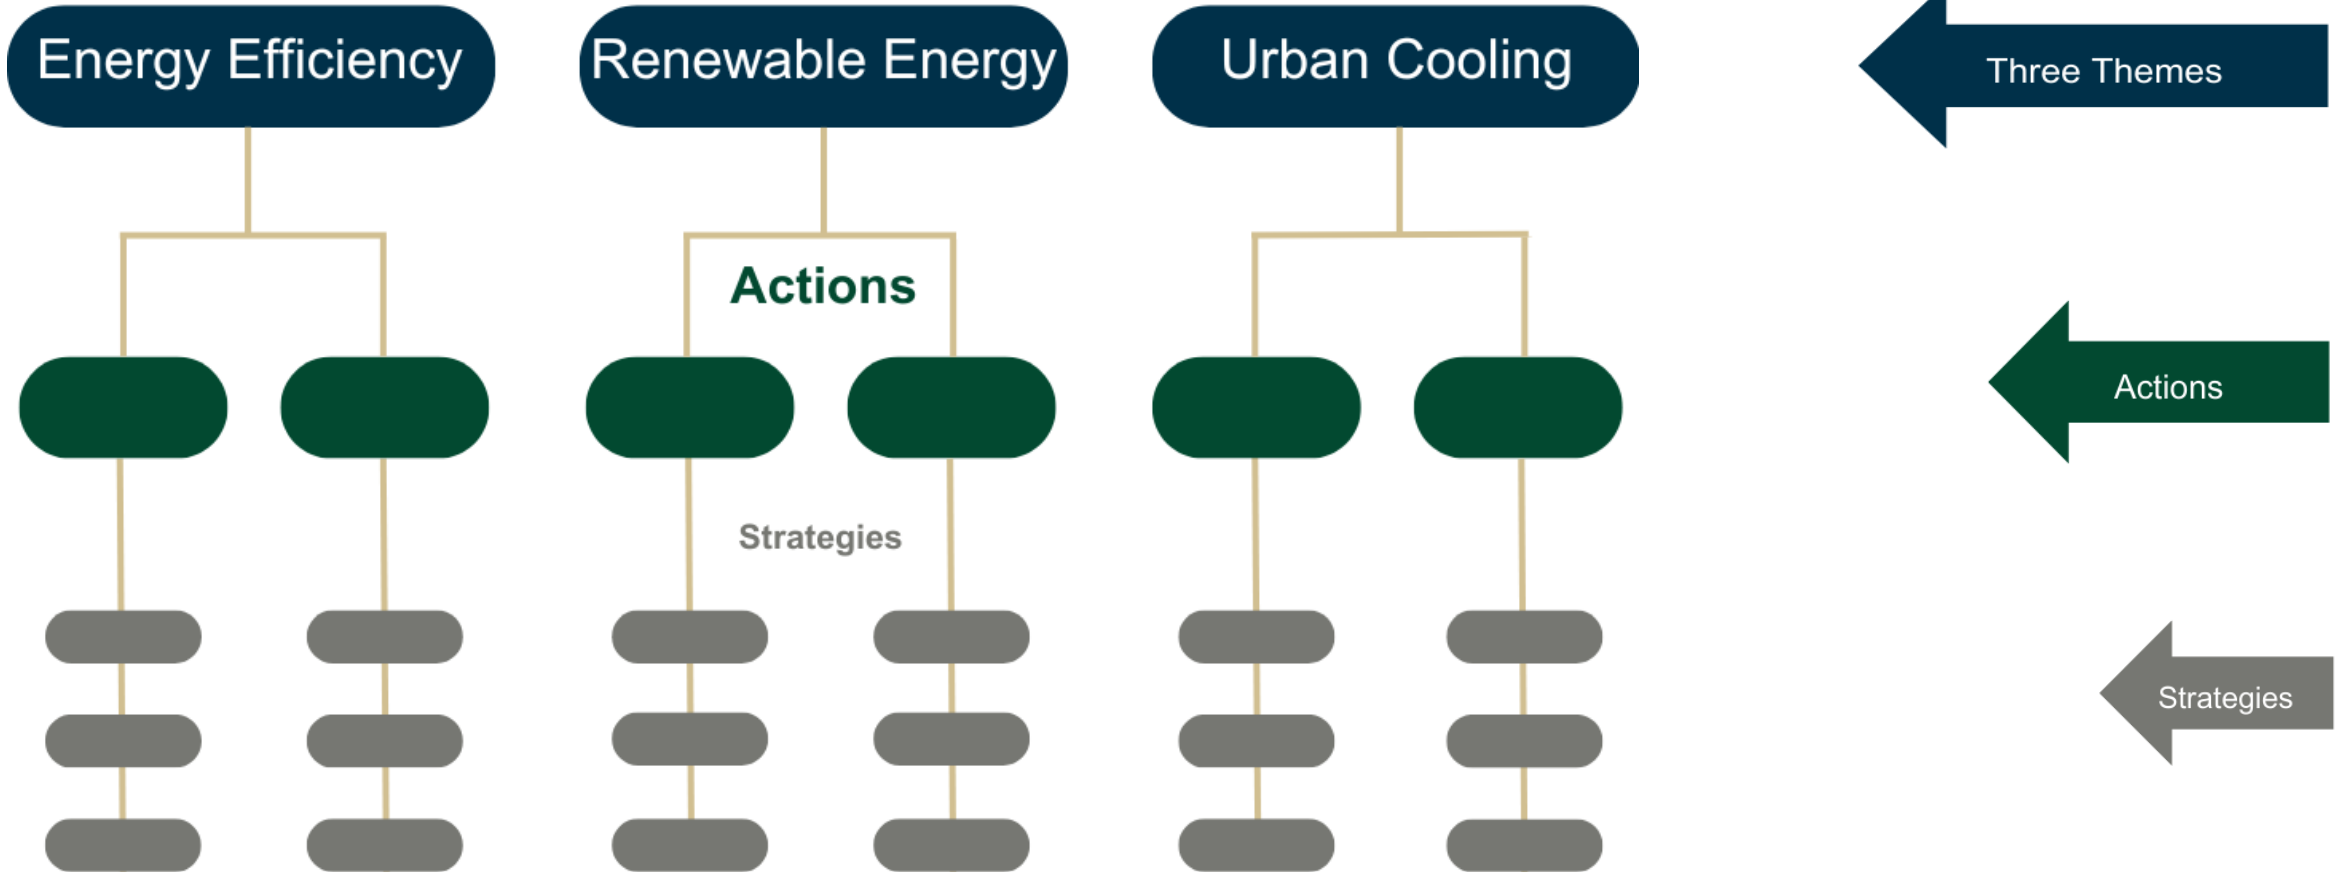 Energy Efficiency
Renewable Energy
Urban Cooling
Three Themes
Actions
Actions
Strategies
Strategies